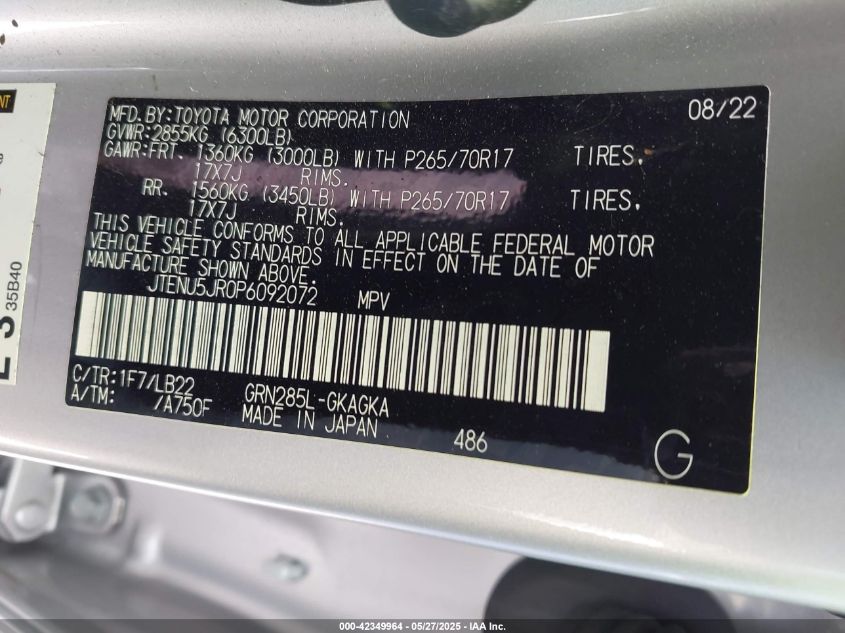 MFD.BY:TOYOTA MOTOR CORPORATION 08/22
GVWR:2855KG (6300LB)
GAWR:FRT. 1360KG (3000LB) WITH P265/70R17 TIRES.
17X7J RIMS.
RR. 1560KG (3450LB) WITH P265/70R17 TIRES.
17X7J RIMS.
THIS VEHICLE CONFORMS TO ALL APPLICABLE FEDERAL MOTOR
VEHICLE SAFETY STANDARDS IN EFFECT ON THE DATE OF
MANUFACTURE SHOWN ABOVE.
JTENU5JR0P6092072 MPV
C/TR:1F7/LB22 GRN285L-GKAGKA
A/TM: /A750F MADE IN JAPAN 486
G
35B40
000-42349964 - 05/27/2025 - IAA Inc.